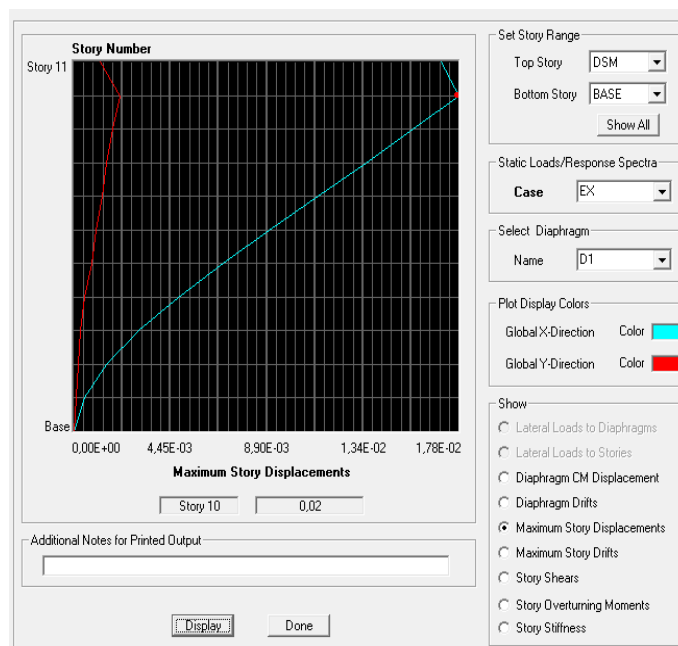 Story Number
Story 11
Base
0,00E+00 4,45E-03 8,90E-03 1,34E-02 1,78E-02
Maximum Story Displacements
Story 10 0,02
Additional Notes for Printed Output
Display Done
Set Story Range
Top Story DSM
Bottom Story BASE
Show All
Static Loads/Response Spectra
Case EX
Select Diaphragm
Name D1
Plot Display Colors
Global X-Direction Color
Global Y-Direction Color
Show
Lateral Loads to Diaphragms
Lateral Loads to Stories
Diaphragm CM Displacement
Diaphragm Drifts
Maximum Story Displacements
Maximum Story Drifts
Story Shears
Story Overturning Moments
Story Stiffness